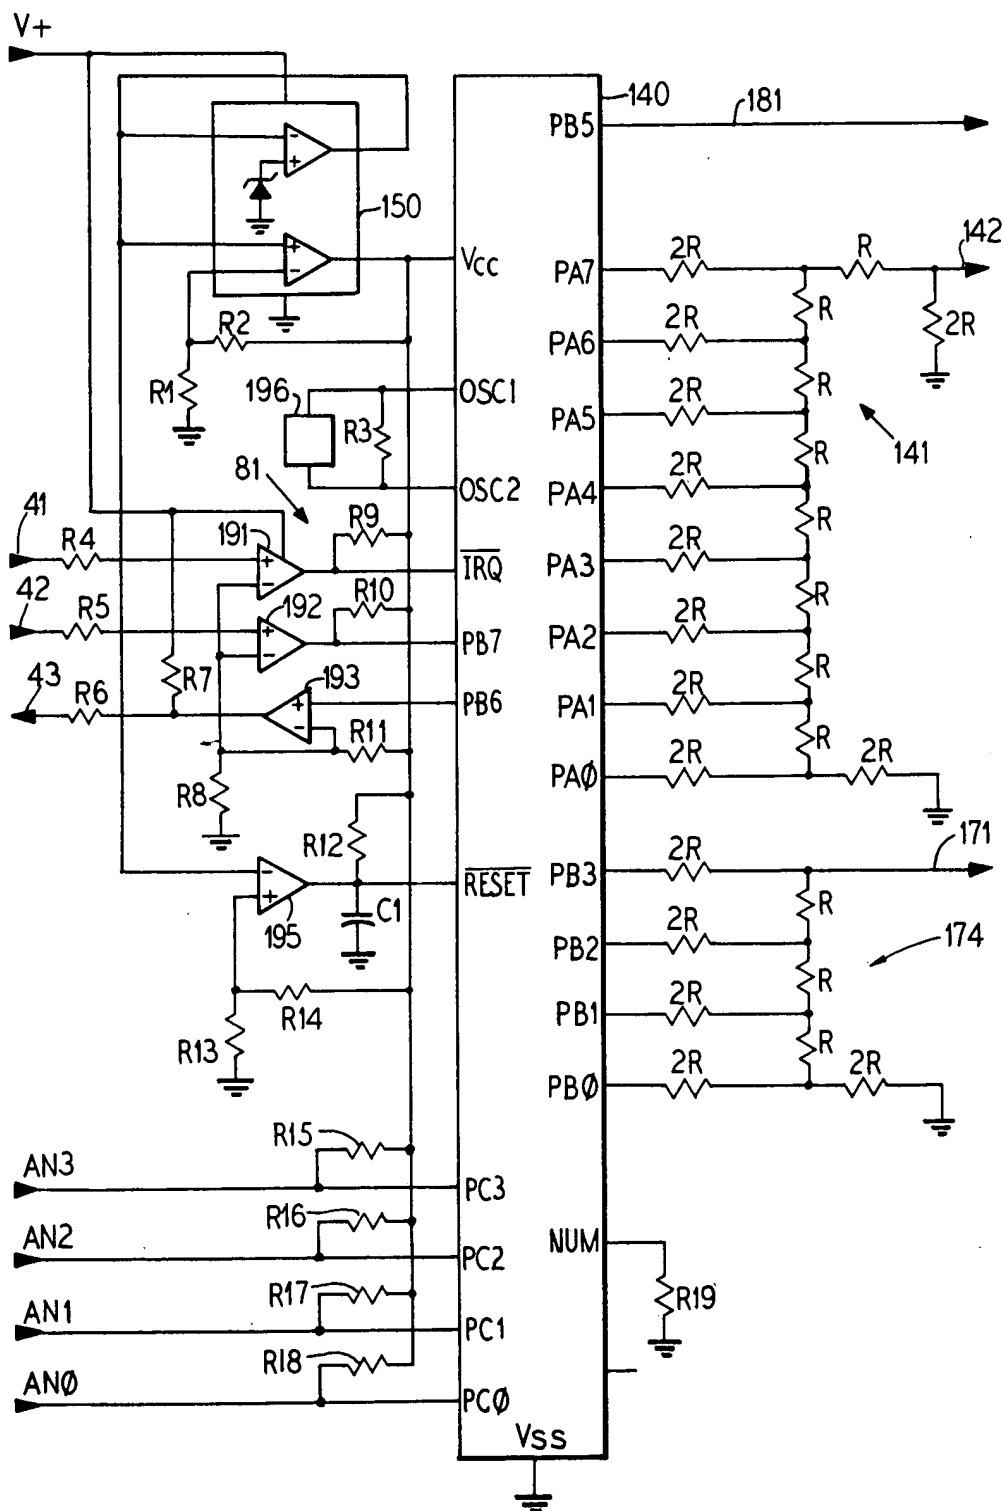 V+
140
PB5
181
-
+
150
+
-
VCC
PA7
2R
R
142
R
2R
R2
PA6
2R
R1
196
OSC1
R3
R
PA5
2R
141
81
OSC2
R
PA4
2R
41
R4
191
R9
+
-
IRQ
R
PA3
2R
42
R5
192
R10
+
-
PB7
R
PA2
2R
43
R6
R7
193
+
-
PB6
R
PA1
2R
R11
R
R8
PAØ
2R
2R
R12
-
+
195
RESET
C1
PB3
2R
171
R
PB2
2R
174
R14
R
PB1
2R
R13
R
PBØ
2R
2R
R15
AN3
PC3
R16
AN2
PC2
NUM
R17
R19
AN1
PC1
R18
ANØ
PCØ
VSS